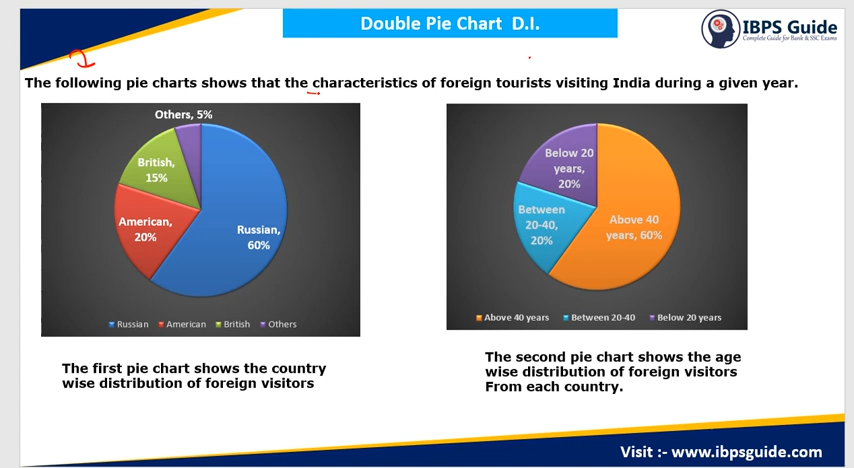 Double Pie Chart D.I.
IBPS Guide
Complete Guide for Bank & SSC Exams
The following pie charts shows that the characteristics of foreign tourists visiting India during a given year.
Others, 5%
British,
15%
American,
20%
Russian,
60%
Russian American British Others
Below 20
years,
20%
Between
20-40,
20%
Above 40
years, 60%
Above 40 years Between 20-40 Below 20 years
The first pie chart shows the country
wise distribution of foreign visitors
The second pie chart shows the age
wise distribution of foreign visitors
From each country.
Visit :- www.ibpsguide.com